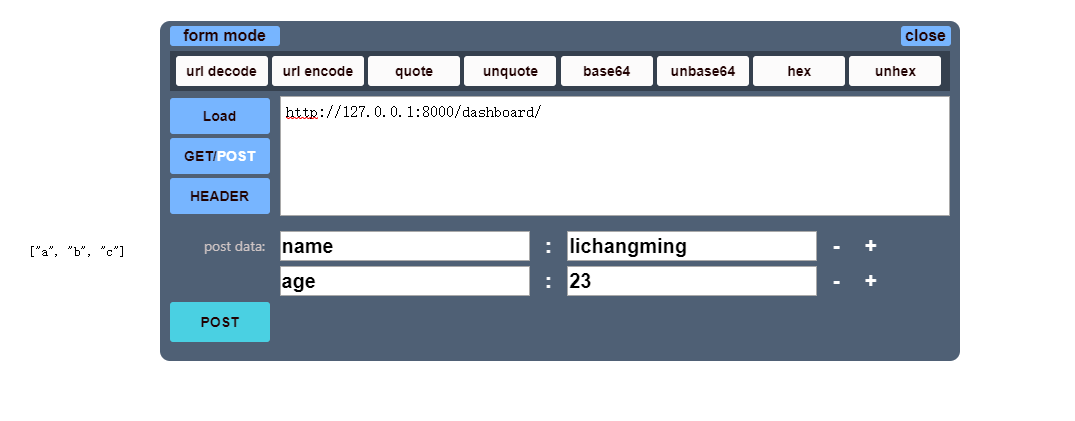 form mode close
url decode url encode quote unquote base64 unbase64 hex unhex
Load http://127.0.0.1:8000/dashboard/
GET/POST
HEADER
["a", "b", "c"] post data: name : lichangming - +
age : 23 - +
POST